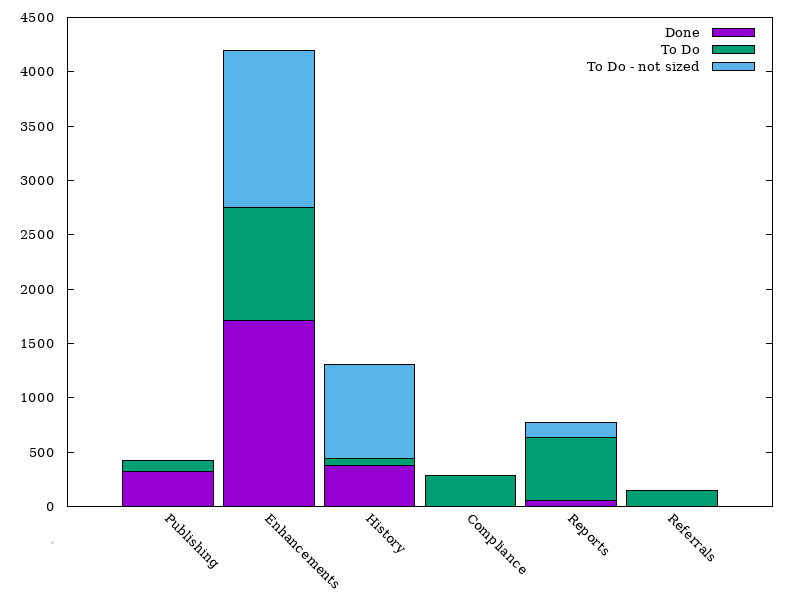 4500
4000
3500
3000
2500
2000
1500
1000
500
0
Done
To Do
To Do - not sized
Publishing
Enhancements
History
Compliance
Reports
Referrals